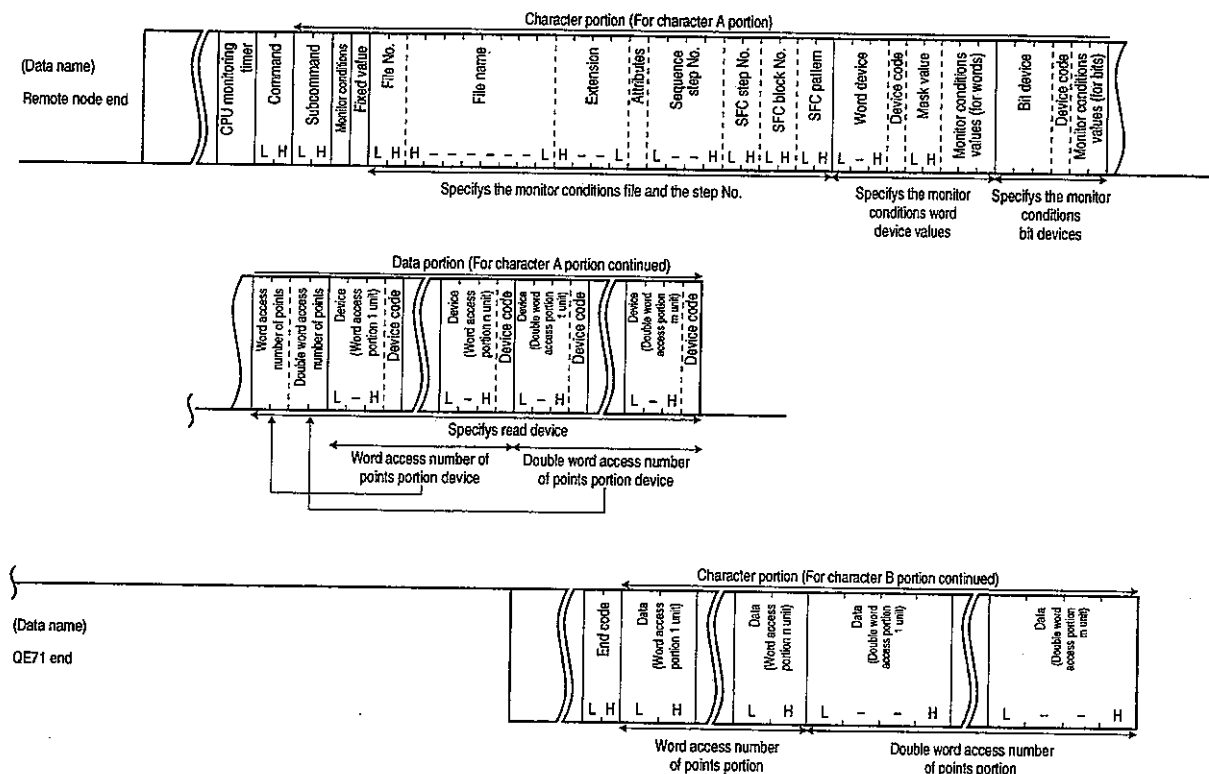 Character portion (For character A portion)
(Data name)
Remote node end
CPU monitoring timer
Command
L H
Subcommand
L H
Monitor conditions
Fixed value
File No.
L H
File name
H - - - - - - L
Extension
H - - L
Attributes
Sequence step No.
L - - H
SFC step No.
L H
SFC block No.
L H
SFC pattern
L H
Word device
L - H
Device code
Mask value
L H
Monitor conditions values (for words)
Bit device
Device code
Monitor conditions values (for bits)
Specifys the monitor conditions file and the step No.
Specifys the monitor
conditions word
device values
Specifys the monitor
conditions
bit devices
Data portion (For character A portion continued)
Word access
number of points
Double word access
number of points
Device
(Word access
portion 1 unit)
L - H
Device code
Device
(Word access
portion n unit)
L - H
Device code
Device
(Double word
access portion
1 unit)
L - H
Device code
Device
(Double word
access portion
m unit)
L - H
Device code
Specifys read device
Word access number of
points portion device
Double word access number
of points portion device
Character portion (For character B portion continued)
(Data name)
QE71 end
End code
L H
Data
(Word access
portion 1 unit)
L H
Data
(Word access
portion n unit)
L H
Data
(Double word
access portion
1 unit)
L - - H
Data
(Double word
access portion
m unit)
L - - H
Word access number
of points portion
Double word access number
of points portion